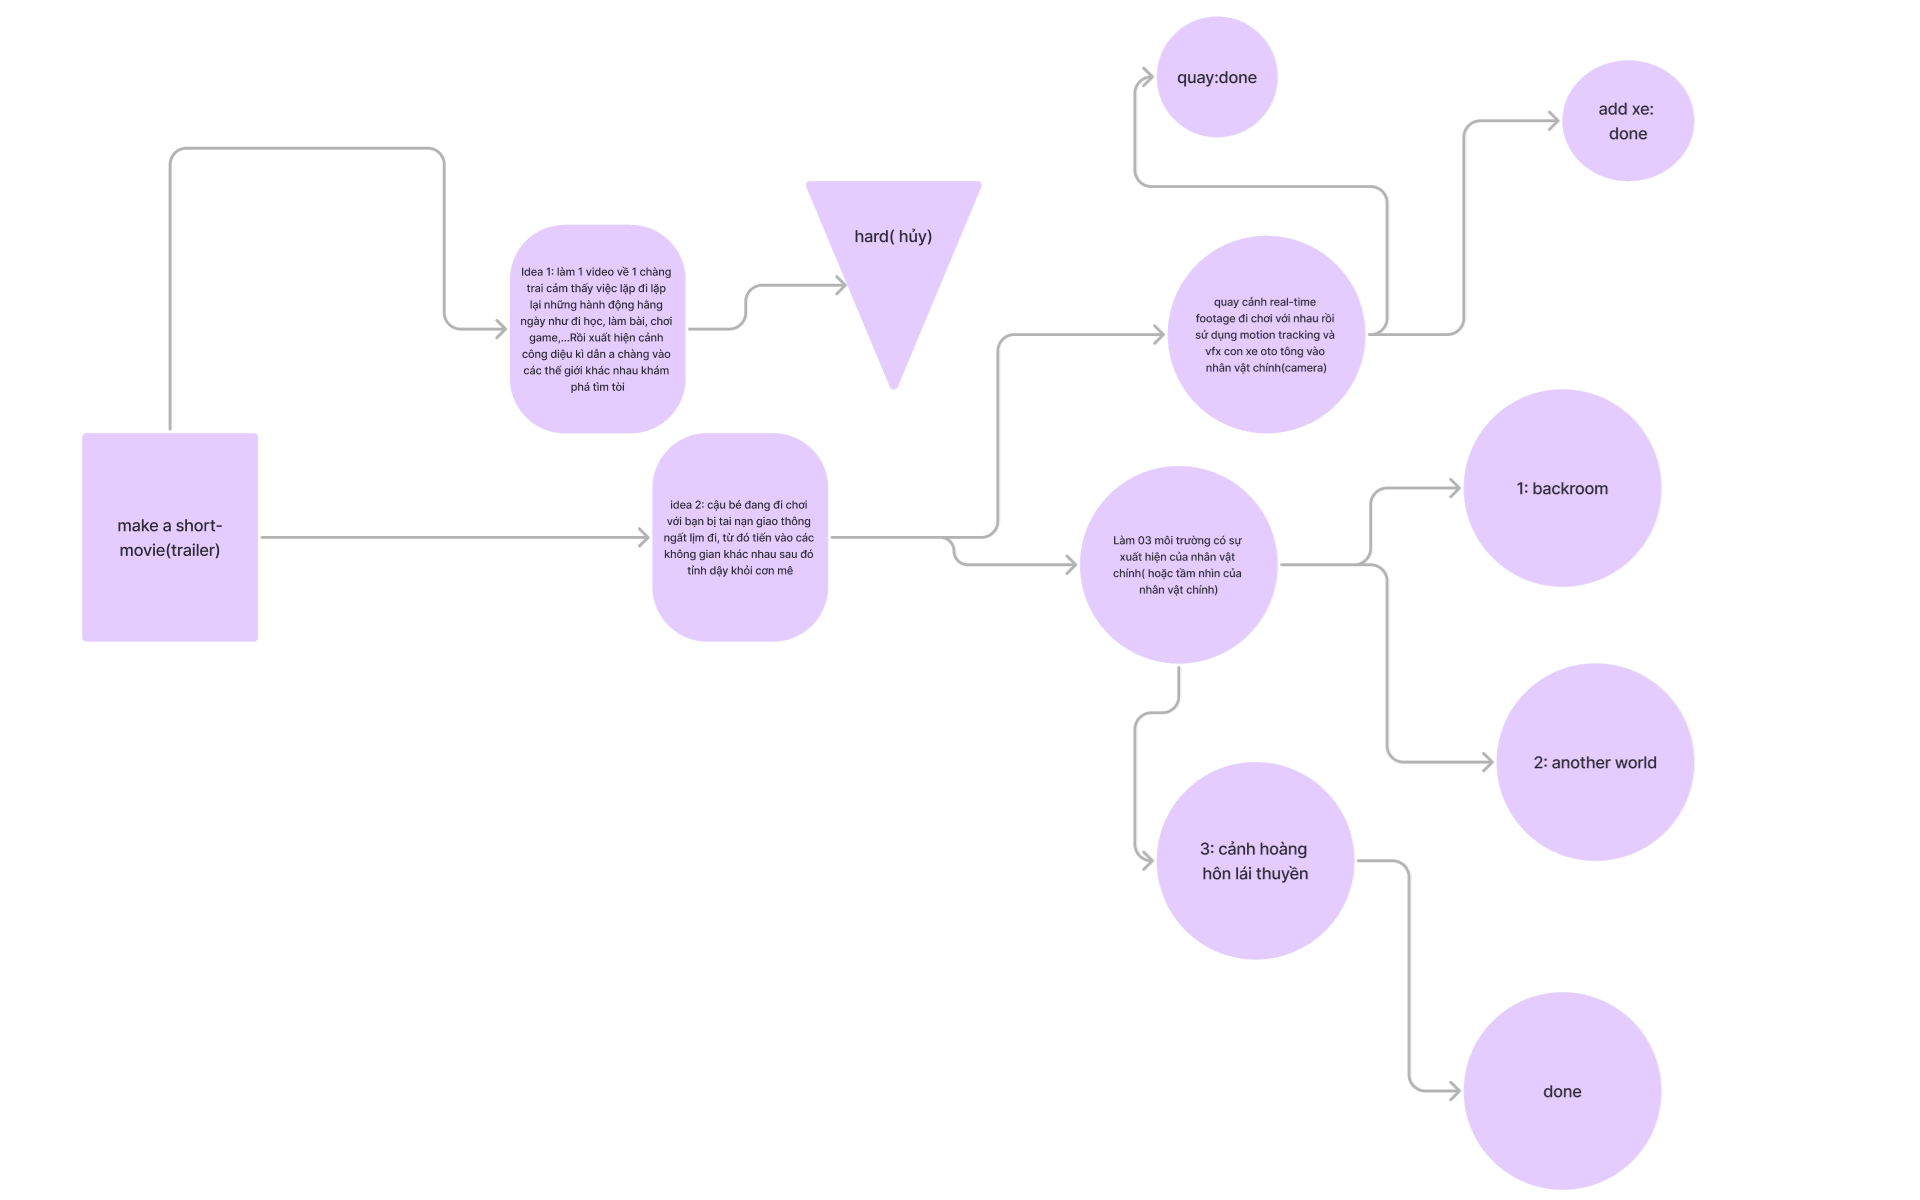 quay:done
add xe:
done
hard( hủy)
Idea 1: làm 1 video về 1 chàng
trai cảm thấy việc lặp đi lặp
lại những hành động hằng
ngày như đi học, làm bài, chơi
game,...Rồi xuất hiện cảnh
công diệu kì dẫn a chàng vào
các thế giới khác nhau khám
phá tìm tòi
quay cảnh real-time
footage đi chơi với nhau rồi
sử dụng motion tracking và
vfx con xe oto tông vào
nhân vật chính(camera)
make a short-
movie(trailer)
idea 2: cậu bé đang đi chơi
với bạn bị tai nạn giao thông
ngất lịm đi, từ đó tiến vào các
không gian khác nhau sau đó
tỉnh dậy khỏi cơn mê
Làm 03 môi trường có sự
xuất hiện của nhân vật
chính( hoặc tầm nhìn của
nhân vật chính)
1: backroom
2: another world
3: cảnh hoàng
hôn lái thuyền
done